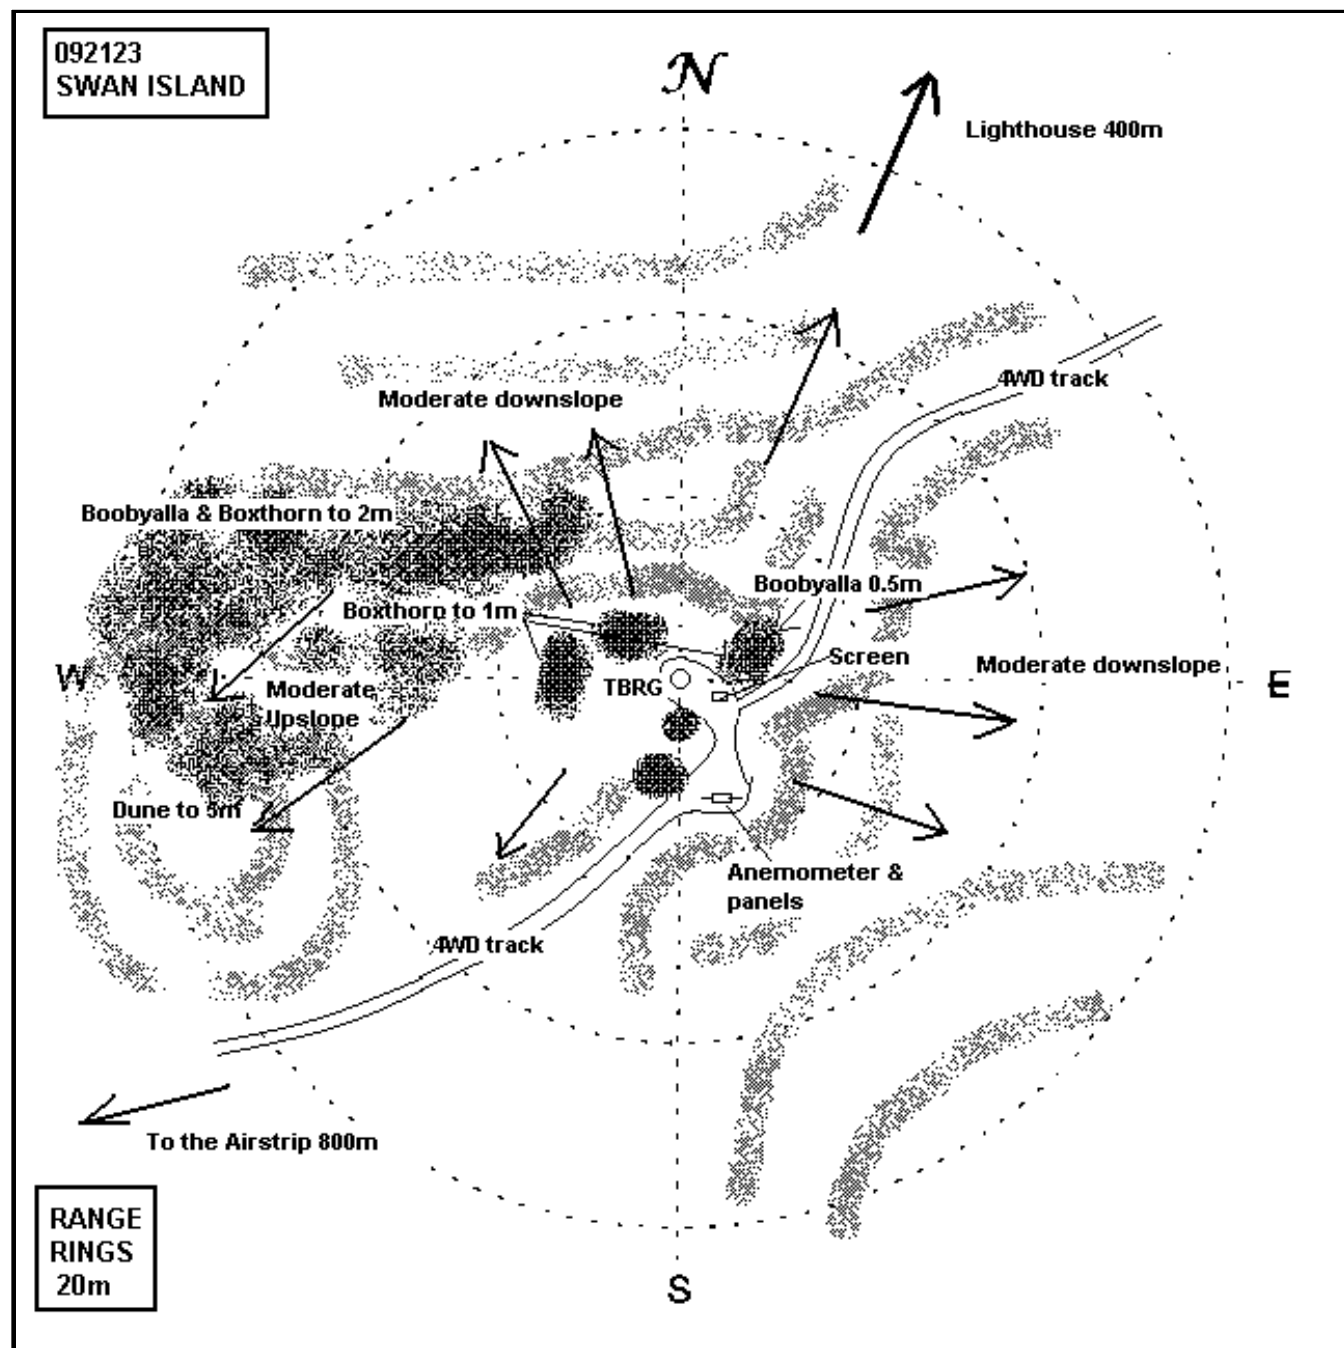 092123
SWAN ISLAND
N
Lighthouse 400m
4WD track
Moderate downslope
Boobyalla & Boxthorn to 2m
Boobyalla 0.5m
Boxthorn to 1m
Screen
Moderate downslope
W
TBRG
E
Moderate
Upslope
Dune to 5m
Anemometer &
panels
4WD track
To the Airstrip 800m
RANGE
RINGS
20m
S